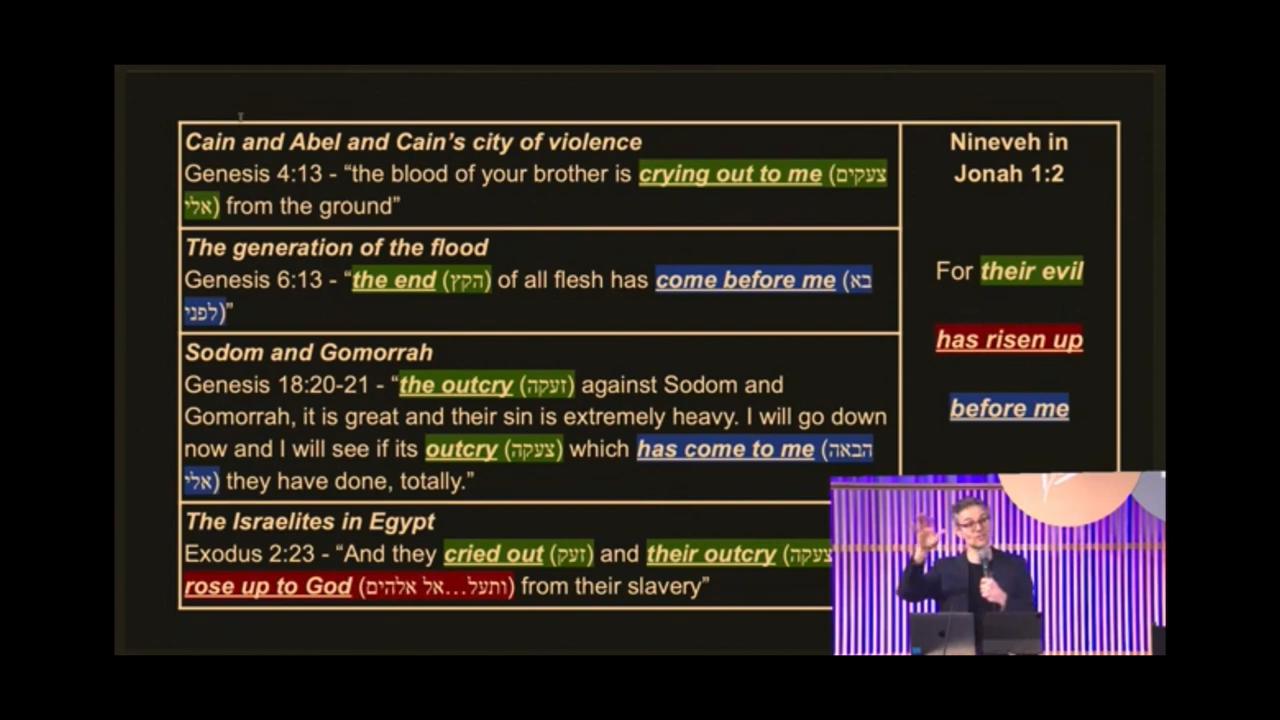 Cain and Abel and Cain’s city of violence
Genesis 4:13 - “the blood of your brother is crying out to me (צעקים
אלי) from the ground”
The generation of the flood
Genesis 6:13 - “the end (הקץ) of all flesh has come before me (בא
לפני)”
Sodom and Gomorrah
Genesis 18:20-21 - “the outcry (זעקה) against Sodom and
Gomorrah, it is great and their sin is extremely heavy. I will go down
now and I will see if its outcry (צעקה) which has come to me (הבאה
אלי) they have done, totally.”
The Israelites in Egypt
Exodus 2:23 - “And they cried out (זעק) and their outcry (צעקה
rose up to God (ותעל...אל אלהים) from their slavery”
Nineveh in
Jonah 1:2
For their evil
has risen up
before me